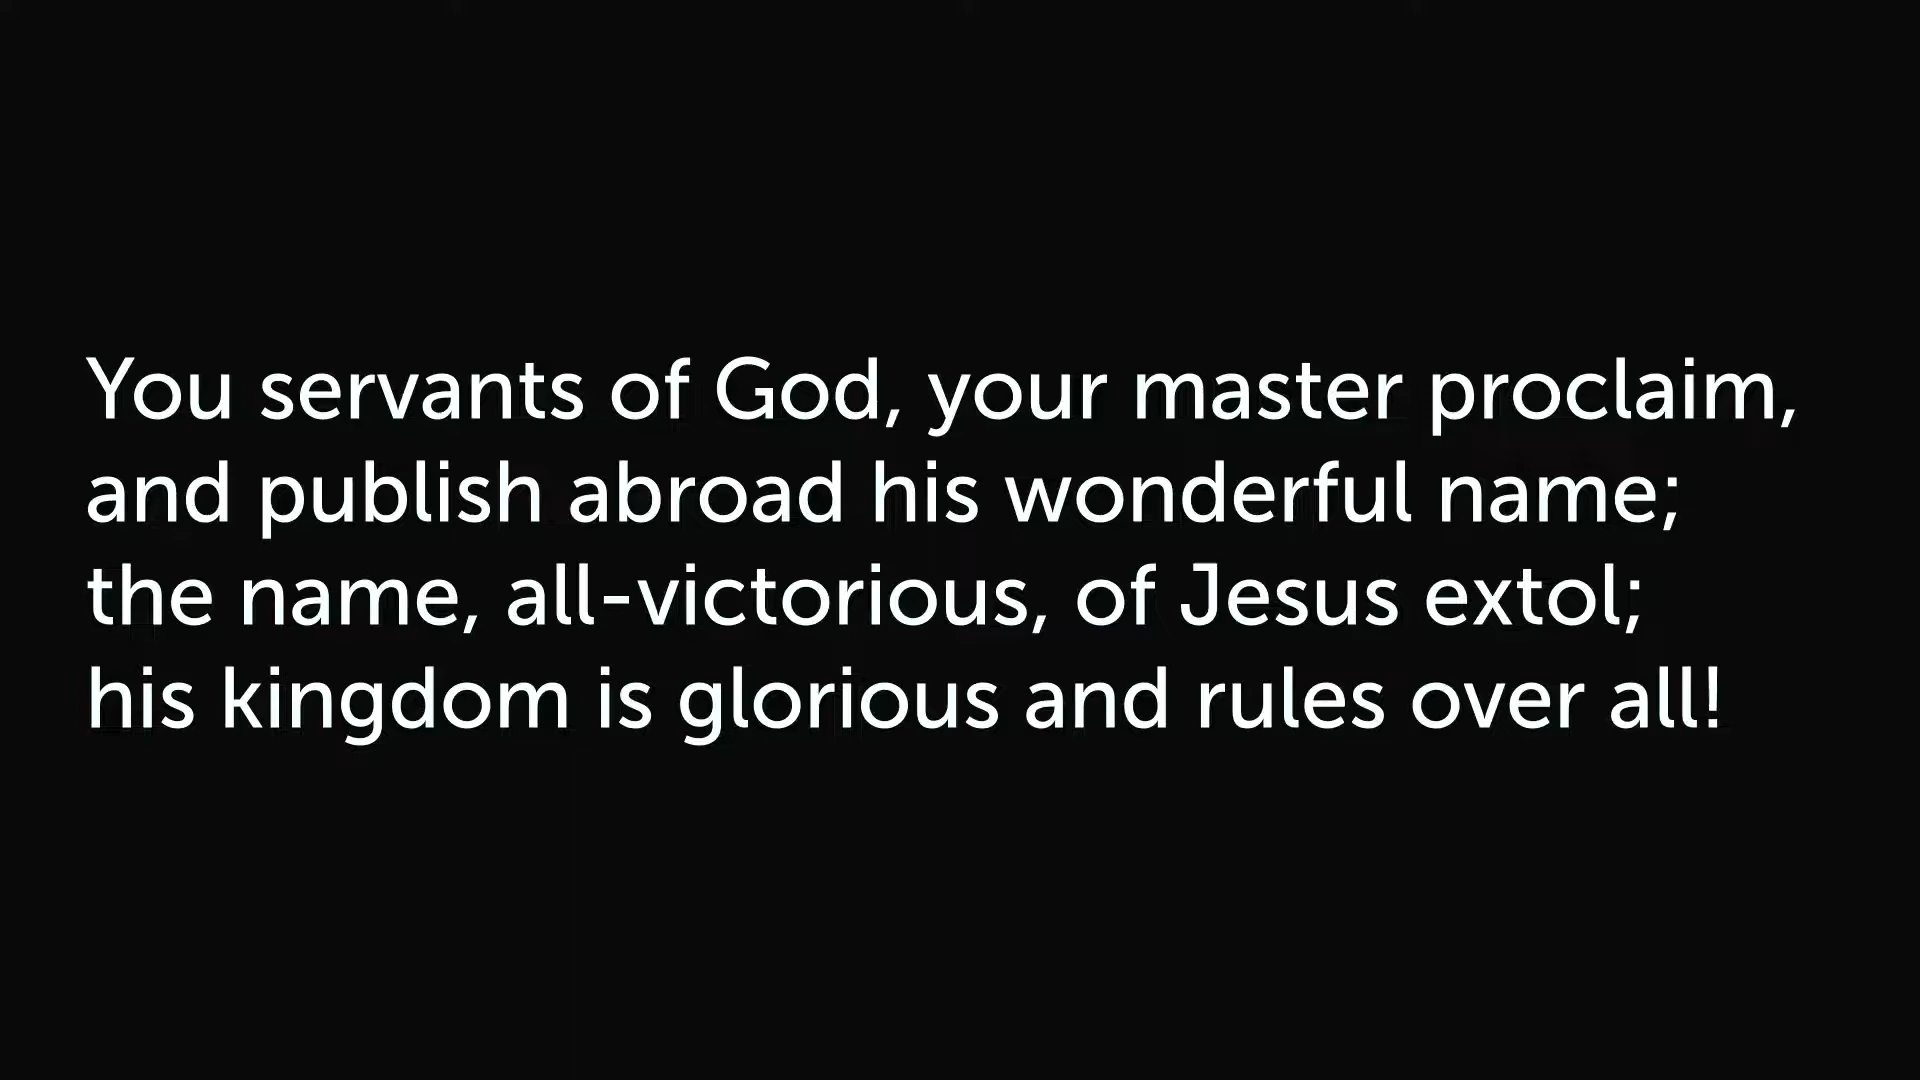 You servants of God, your master proclaim,
and publish abroad his wonderful name;
the name, all-victorious, of Jesus extol;
his kingdom is glorious and rules over all!